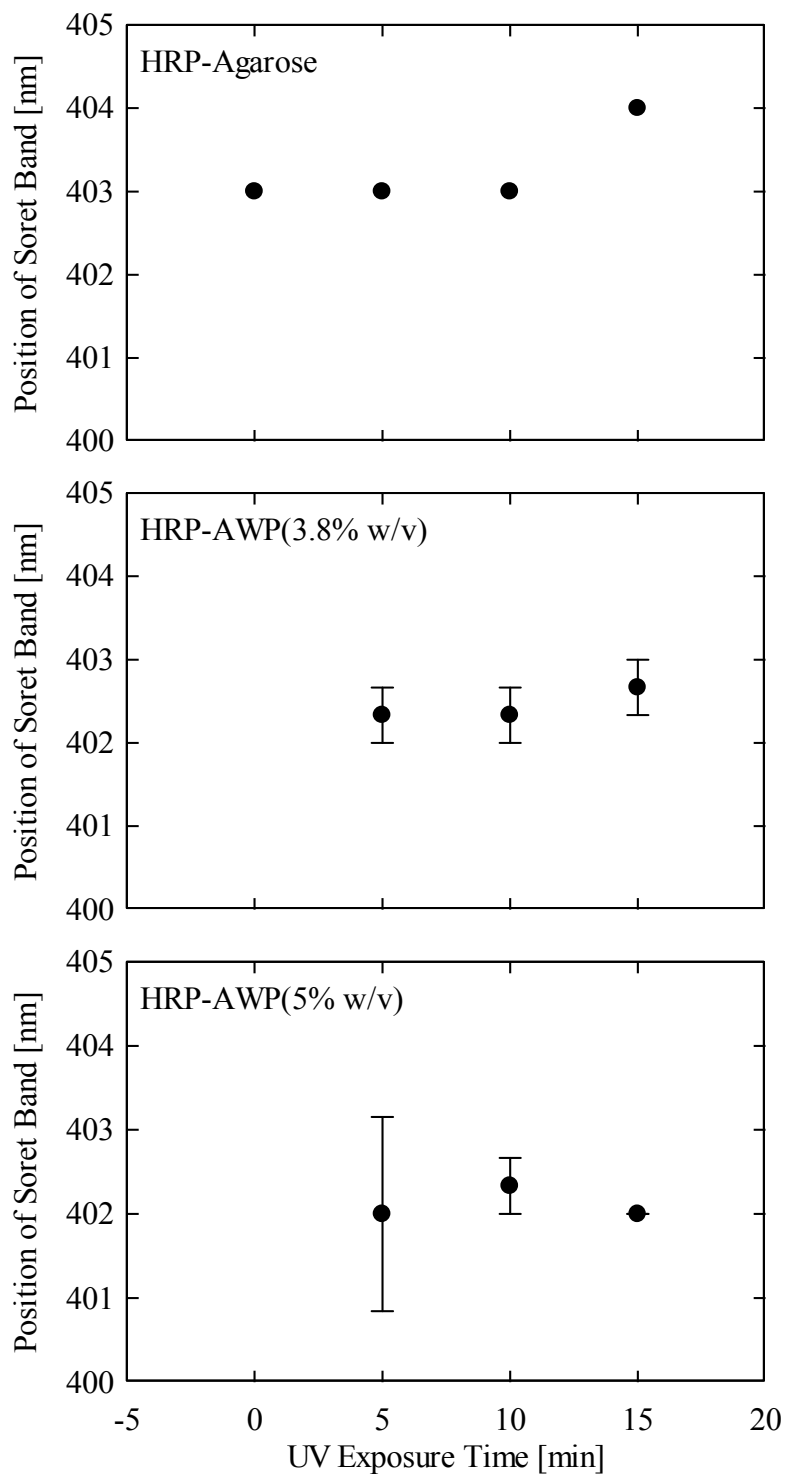 405
HRP-Agarose
404
403
402
401
400
Position of Soret Band [nm]
405
HRP-AWP(3.8% w/v)
404
403
402
401
400
Position of Soret Band [nm]
405
HRP-AWP(5% w/v)
404
403
402
401
400
Position of Soret Band [nm]
-5 0 5 10 15 20
UV Exposure Time [min]